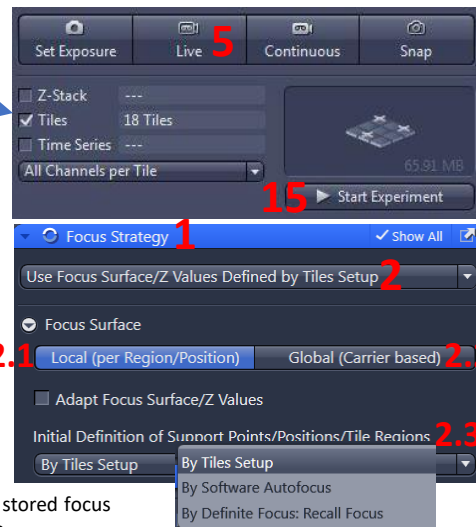 Set Exposure Live 5 Continuous Snap
Z-Stack ---
✓ Tiles 18 Tiles
Time Series ---
All Channels per Tile
65.91 MB
15 Start Experiment
Focus Strategy 1 ✓ Show All
Use Focus Surface/Z Values Defined by Tiles Setup 2
Focus Surface
2.1 Local (per Region/Position) Global (Carrier based) 2.
Adapt Focus Surface/Z Values
Initial Definition of Support Points/Positions/Tile Regions 2.3
By Tiles Setup By Tiles Setup
By Software Autofocus
stored focus By Definite Focus: Recall Focus